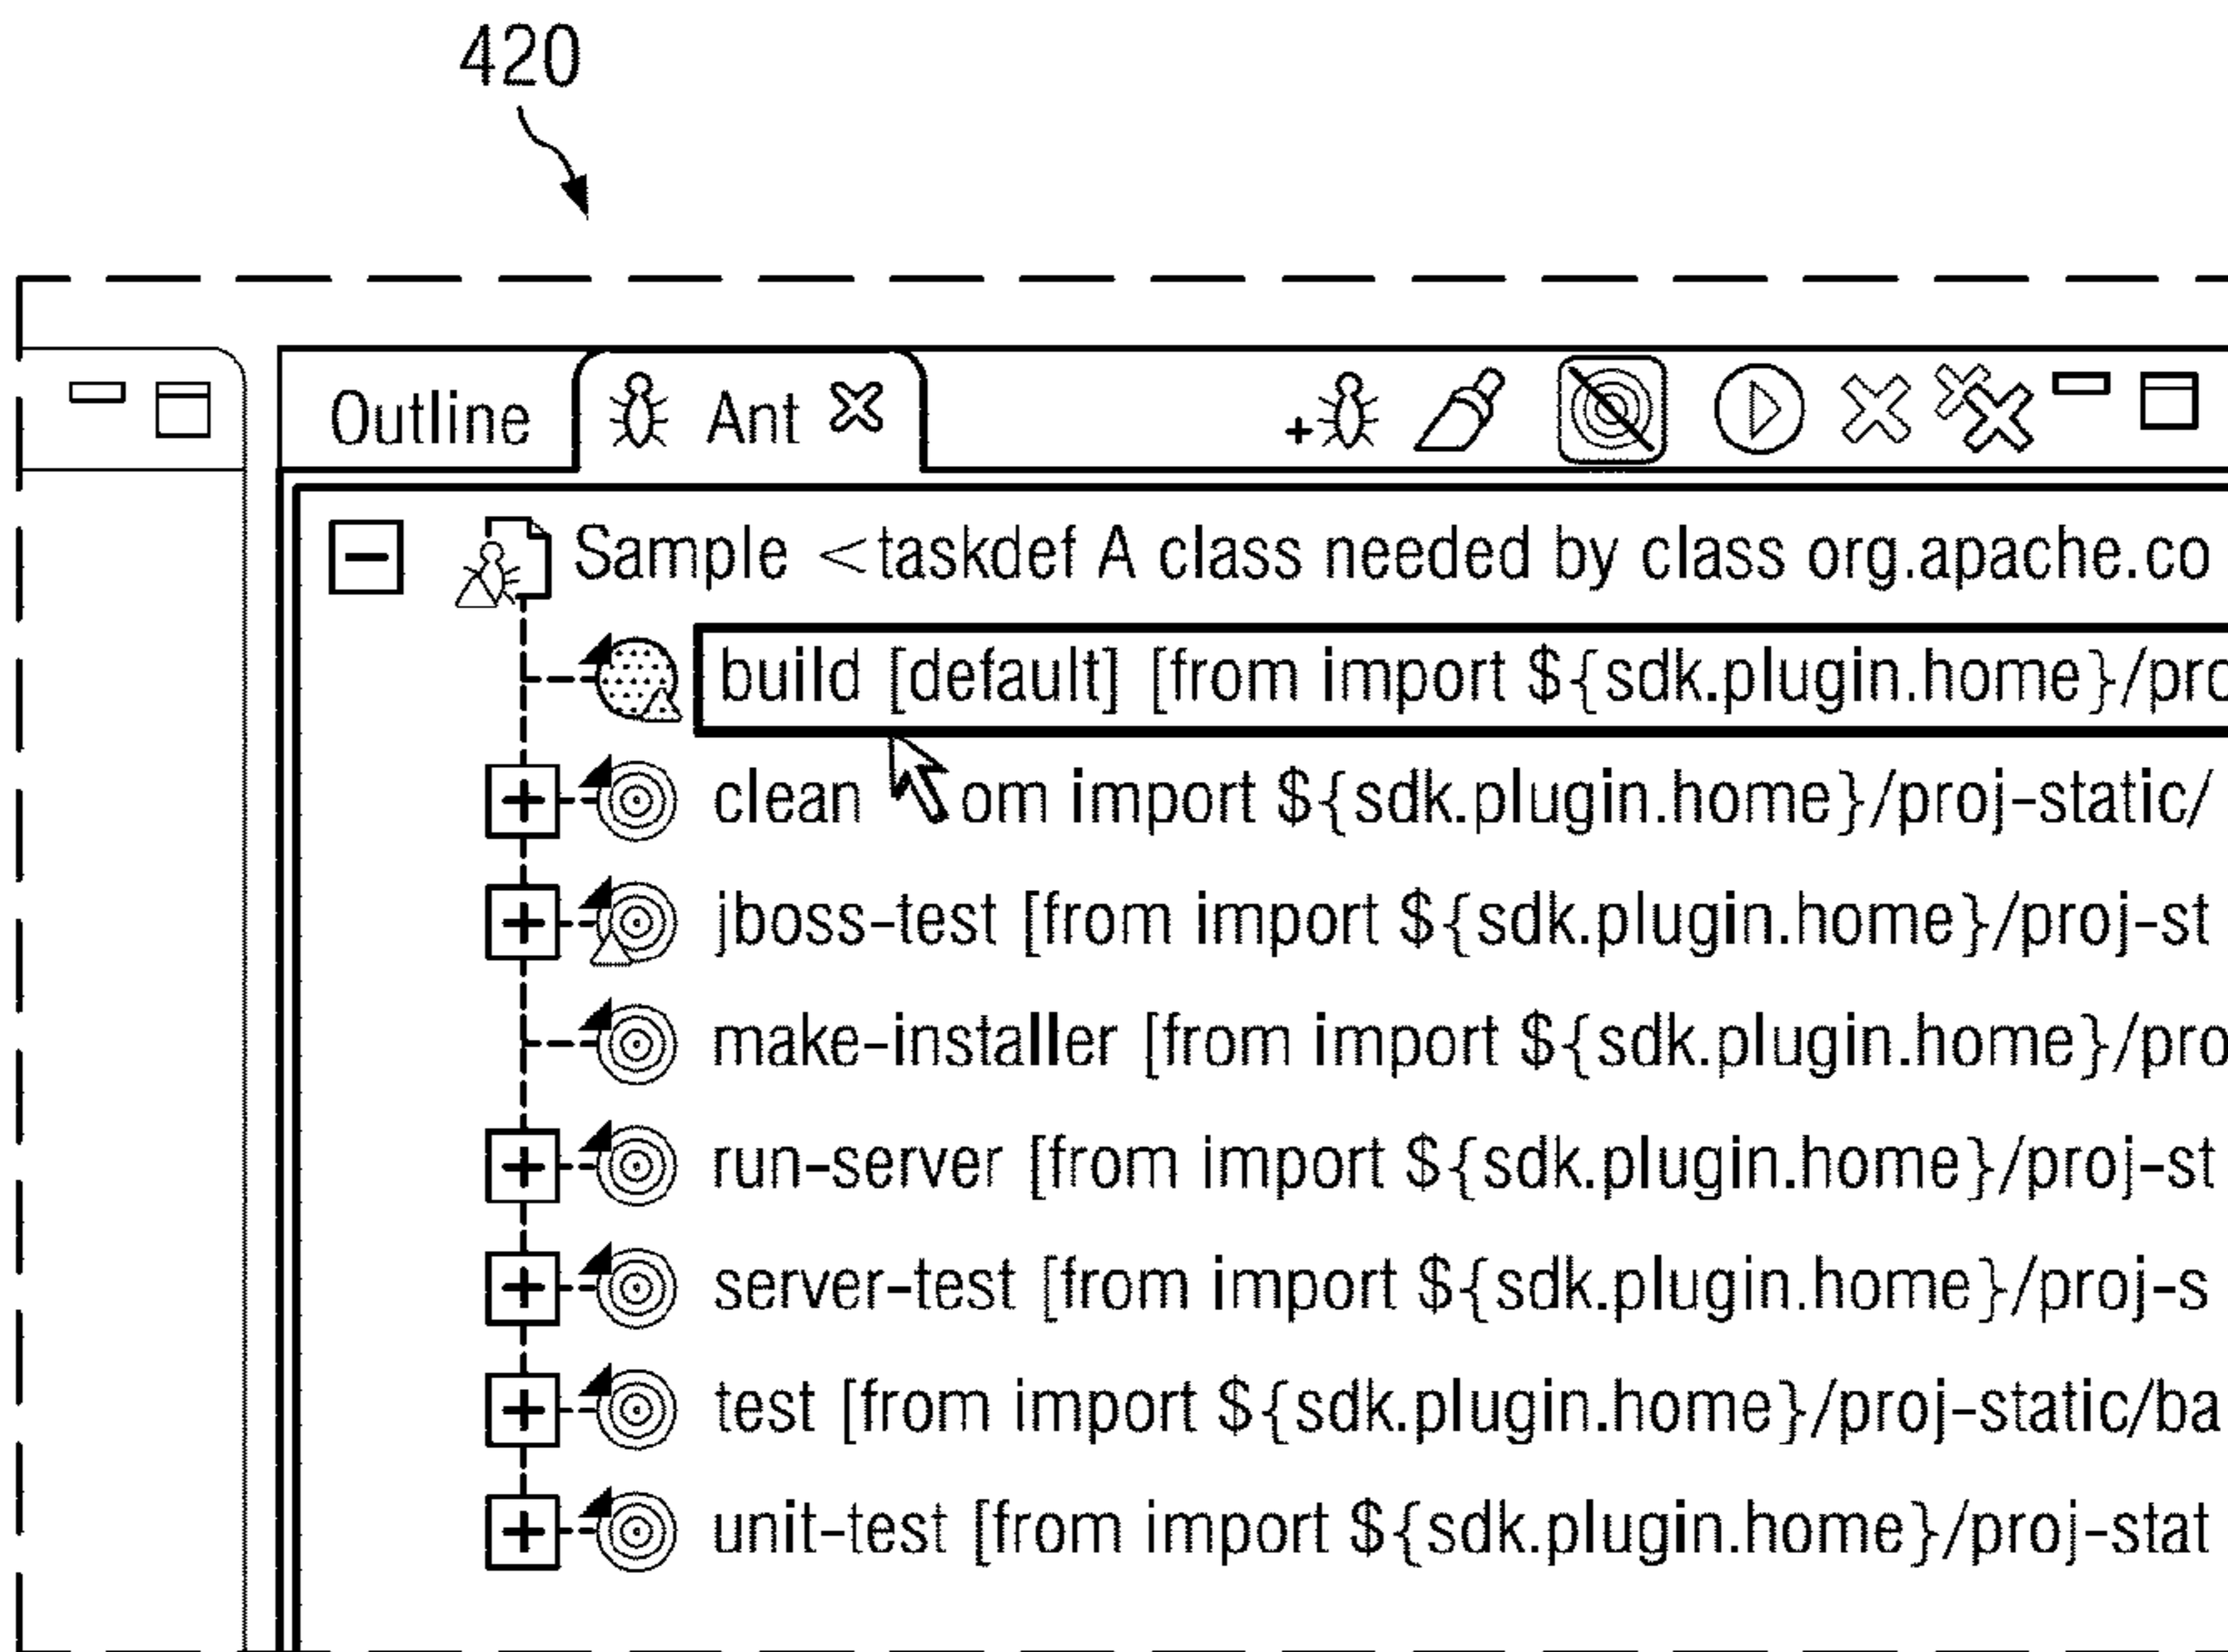 420
Outline Ant
Sample <taskdef A class needed by class org.apache.co
build [default] [from import ${sdk.plugin.home}/pro
clean om import ${sdk.plugin.home}/proj-static/
jboss-test [from import ${sdk.plugin.home}/proj-st
make-installer [from import ${sdk.plugin.home}/pro
run-server [from import ${sdk.plugin.home}/proj-st
server-test [from import ${sdk.plugin.home}/proj-s
test [from import ${sdk.plugin.home}/proj-static/ba
unit-test [from import ${sdk.plugin.home}/proj-stat